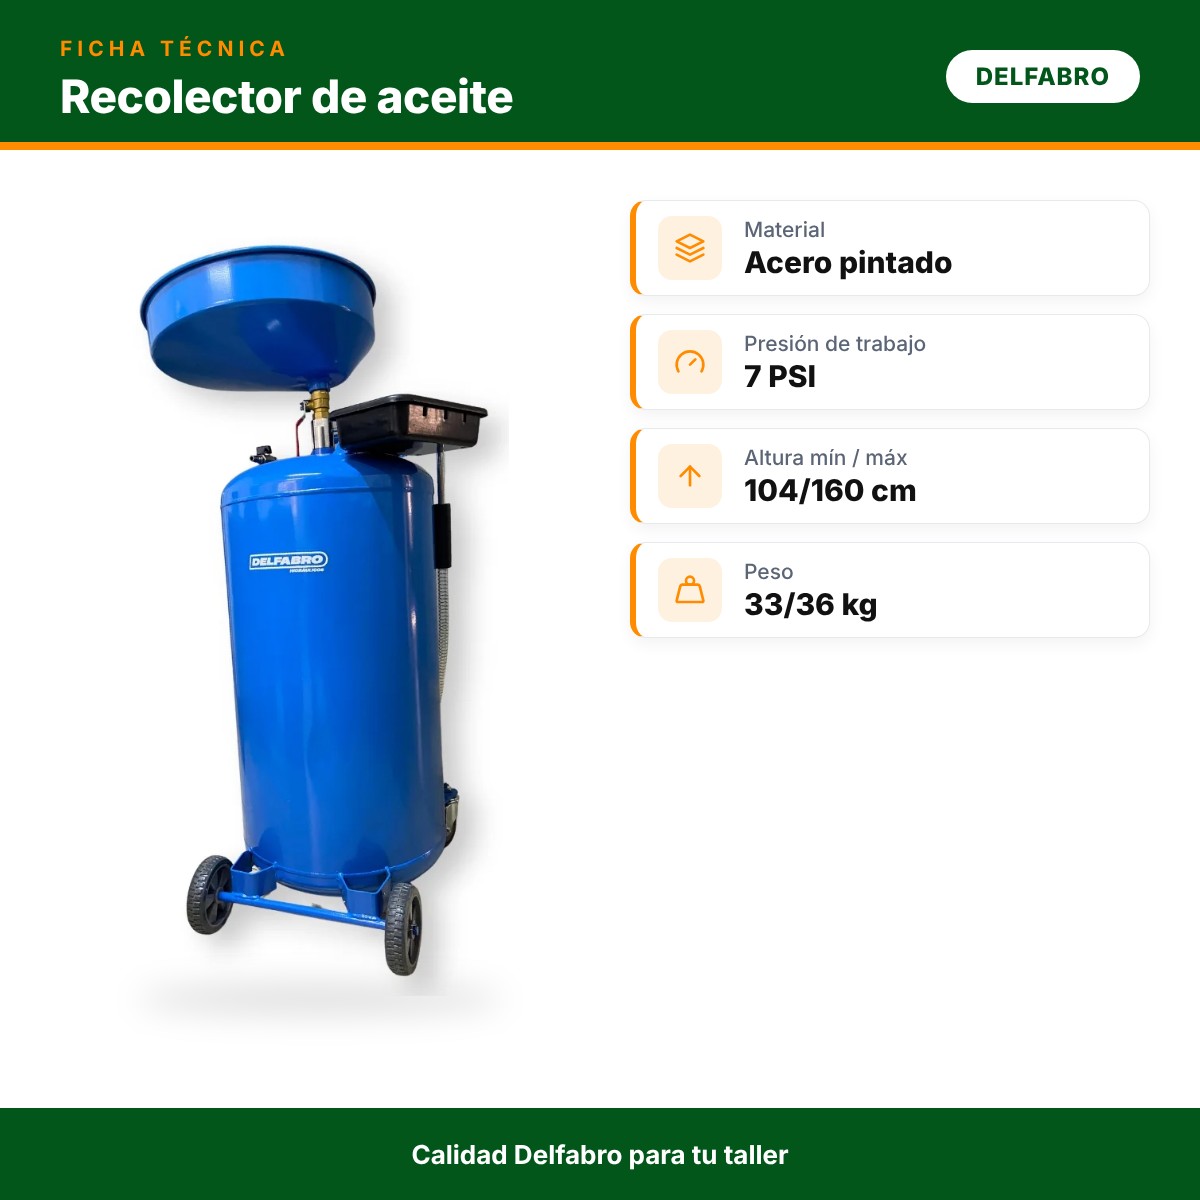 FICHA TÉCNICA
Recolector de aceite
DELFABRO
Material
Acero pintado
Presión de trabajo
7 PSI
Altura mín / máx
104/160 cm
Peso
33/36 kg
DELFABRO
Calidad Delfabro para tu taller